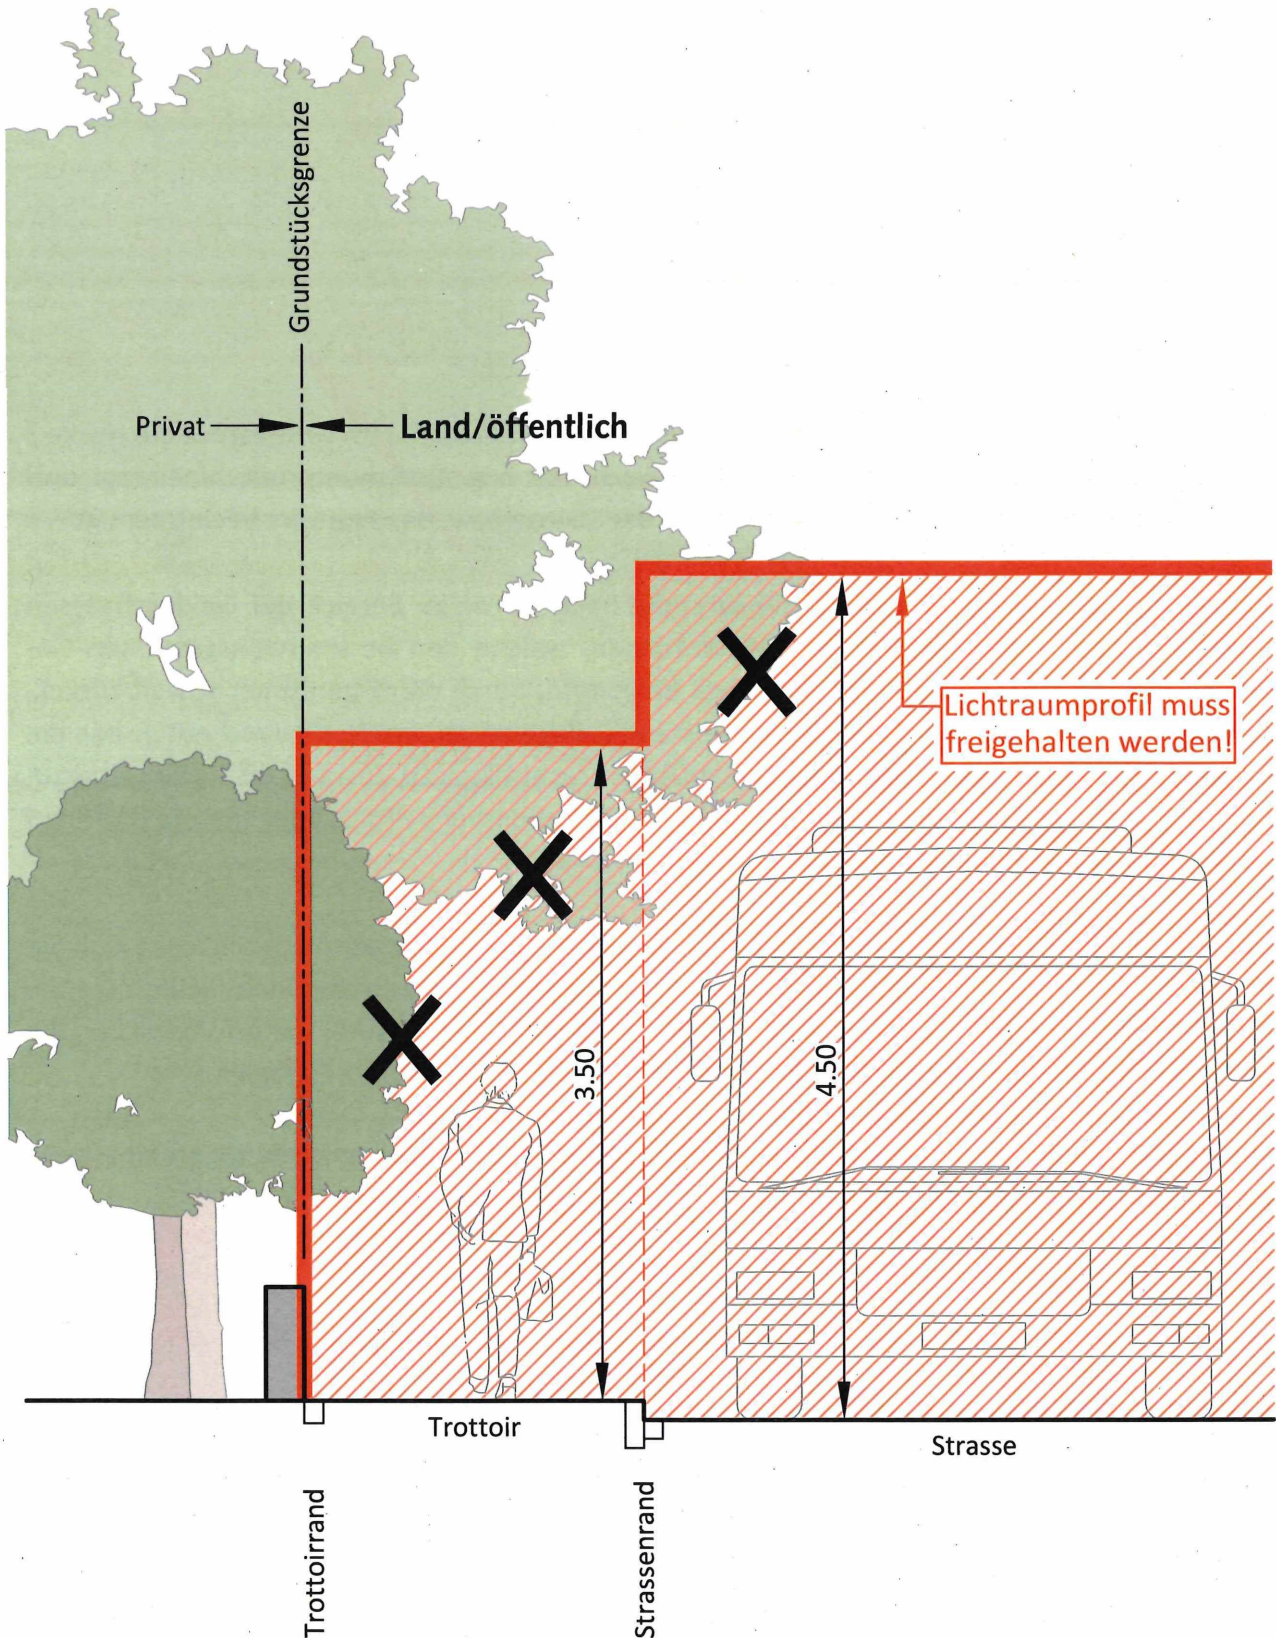 Grundstücksgrenze
Privat
Land/öffentlich
Lichtraumprofil muss
freigehalten werden!
3.50
4.50
Trottoir
Strasse
Trottoirrand
Strassenrand